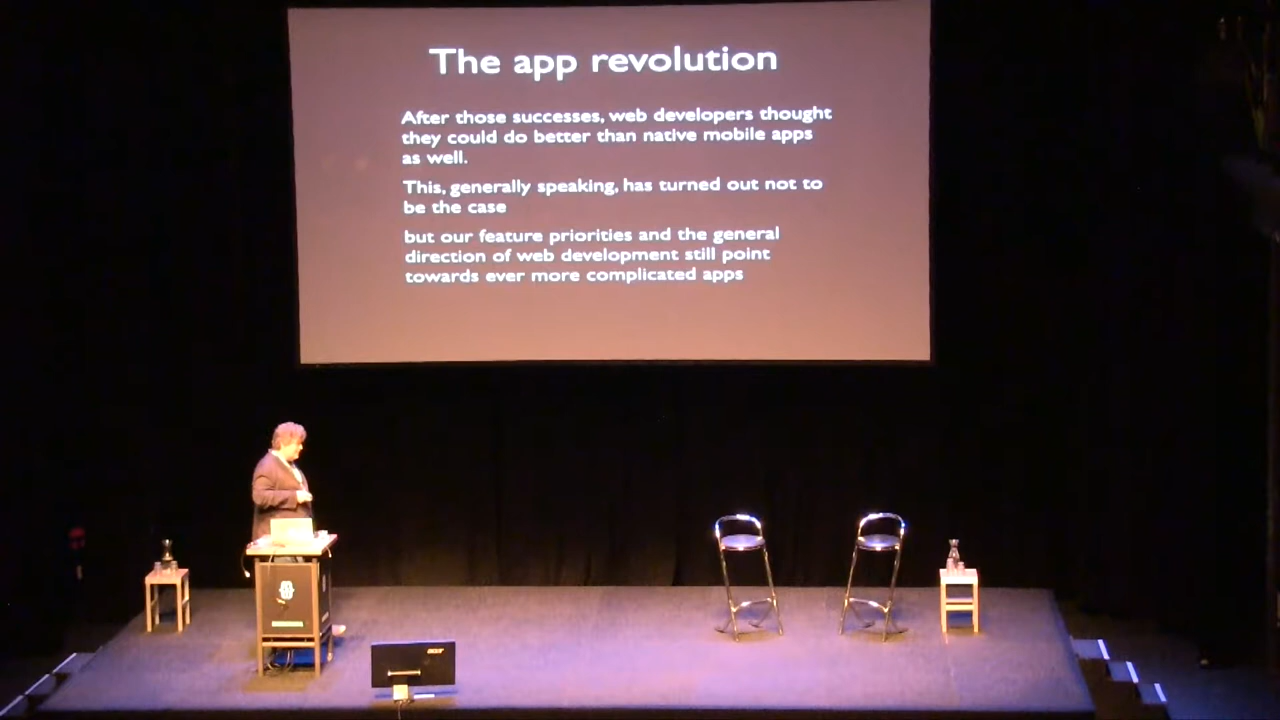 The app revolution
After those successes, web developers thought
they could do better than native mobile apps
as well.
This, generally speaking, has turned out not to
be the case
but our feature priorities and the general
direction of web development still point
towards ever more complicated apps
acer